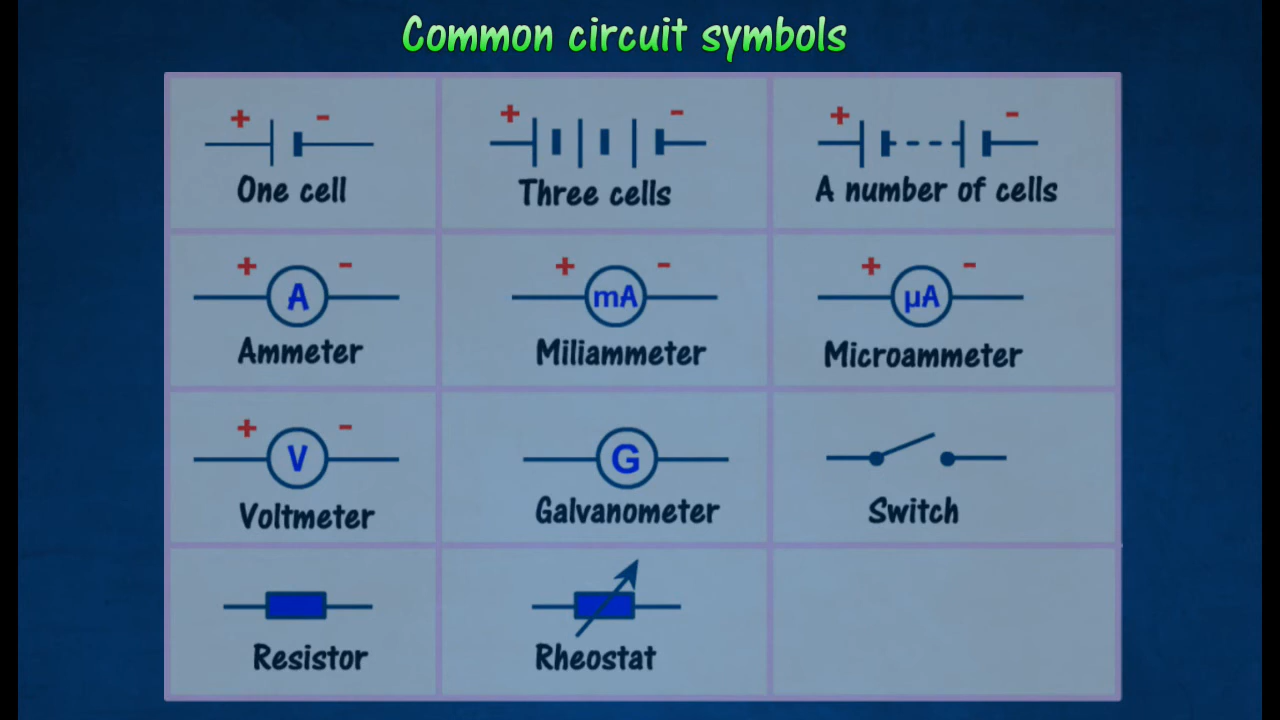 Common circuit symbols
+ - + - + -
One cell Three cells A number of cells
+ - + - + -
A mA µA
Ammeter Miliammeter Microammeter
+ -
V G
Voltmeter Galvanometer Switch
Resistor Rheostat